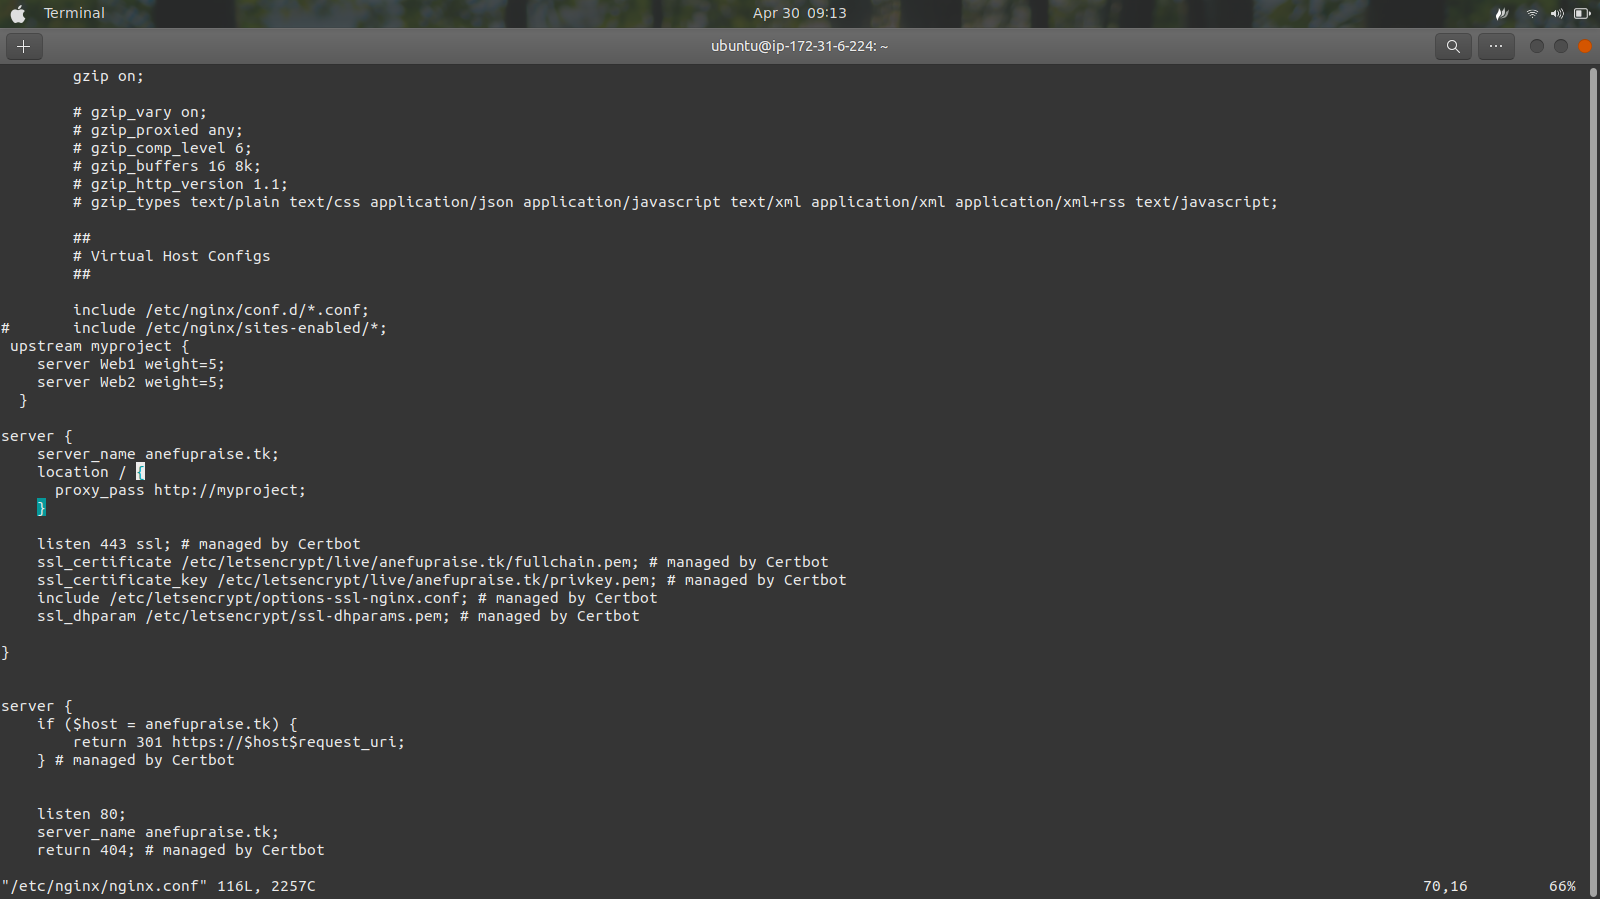 Terminal
Apr 30 09:13
ubuntu@ip-172-31-6-224: ~
        gzip on;

        # gzip_vary on;
        # gzip_proxied any;
        # gzip_comp_level 6;
        # gzip_buffers 16 8k;
        # gzip_http_version 1.1;
        # gzip_types text/plain text/css application/json application/javascript text/xml application/xml application/xml+rss text/javascript;

        ##
        # Virtual Host Configs
        ##

        include /etc/nginx/conf.d/*.conf;
#       include /etc/nginx/sites-enabled/*;
 upstream myproject {
    server Web1 weight=5;
    server Web2 weight=5;
  }

server {
    server_name anefupraise.tk;
    location / {
      proxy_pass http://myproject;
    }

    listen 443 ssl; # managed by Certbot
    ssl_certificate /etc/letsencrypt/live/anefupraise.tk/fullchain.pem; # managed by Certbot
    ssl_certificate_key /etc/letsencrypt/live/anefupraise.tk/privkey.pem; # managed by Certbot
    include /etc/letsencrypt/options-ssl-nginx.conf; # managed by Certbot
    ssl_dhparam /etc/letsencrypt/ssl-dhparams.pem; # managed by Certbot

}


server {
    if ($host = anefupraise.tk) {
        return 301 https://$host$request_uri;
    } # managed by Certbot


    listen 80;
    server_name anefupraise.tk;
    return 404; # managed by Certbot

"/etc/nginx/nginx.conf" 116L, 2257C 70,16 66%